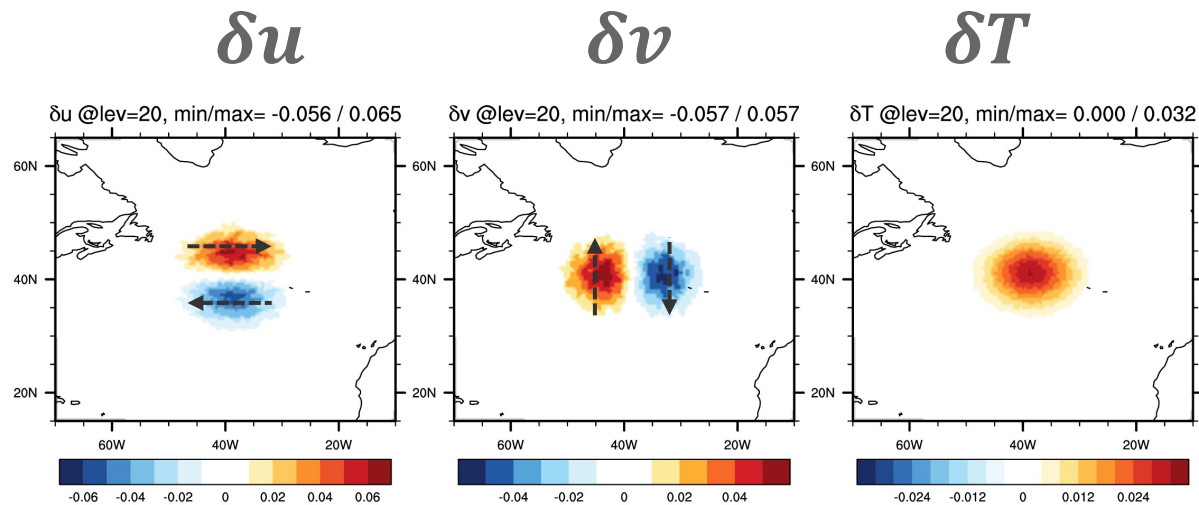 δu δv δT
δu @lev=20, min/max= -0.056 / 0.065
60N
40N
20N
60W 40W 20W
-0.06 -0.04 -0.02 0 0.02 0.04 0.06
δv @lev=20, min/max= -0.057 / 0.057
60N
40N
20N
60W 40W 20W
-0.04 -0.02 0 0.02 0.04
δT @lev=20, min/max= 0.000 / 0.032
60N
40N
20N
60W 40W 20W
-0.024 -0.012 0 0.012 0.024